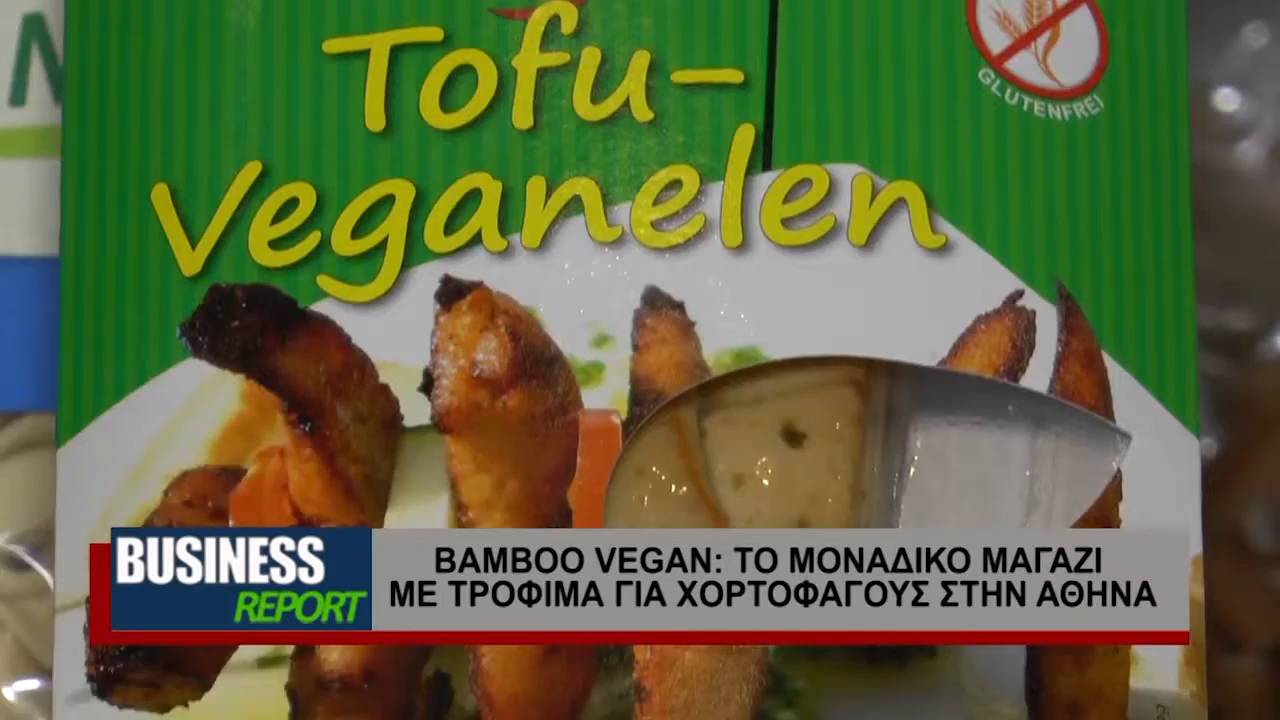 Tofu-
Veganelen
GLUTENFREI
BUSINESS
REPORT
BAMBOO VEGAN: ΤΟ ΜΟΝΑΔΙΚΟ ΜΑΓΑΖΙ
ΜΕ ΤΡΟΦΙΜΑ ΓΙΑ ΧΟΡΤΟΦΑΓΟΥΣ ΣΤΗΝ ΑΘΗΝΑ